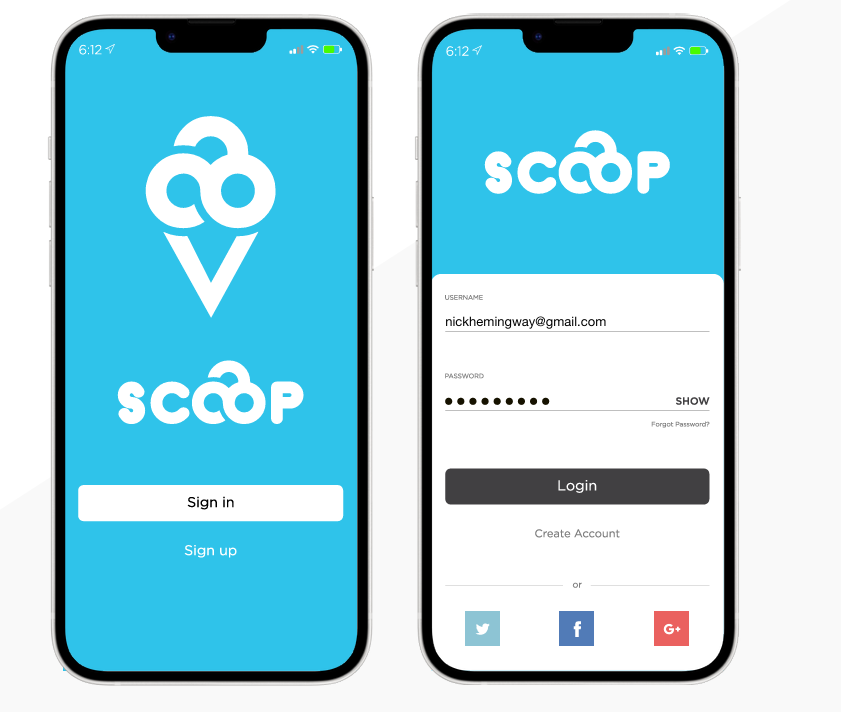 6:12
SCOOP
Sign in
Sign up
6:12
SCOOP
USERNAME
nickhemingway@gmail.com
PASSWORD
SHOW
Forgot Password?
Login
Create Account
or
f
G+